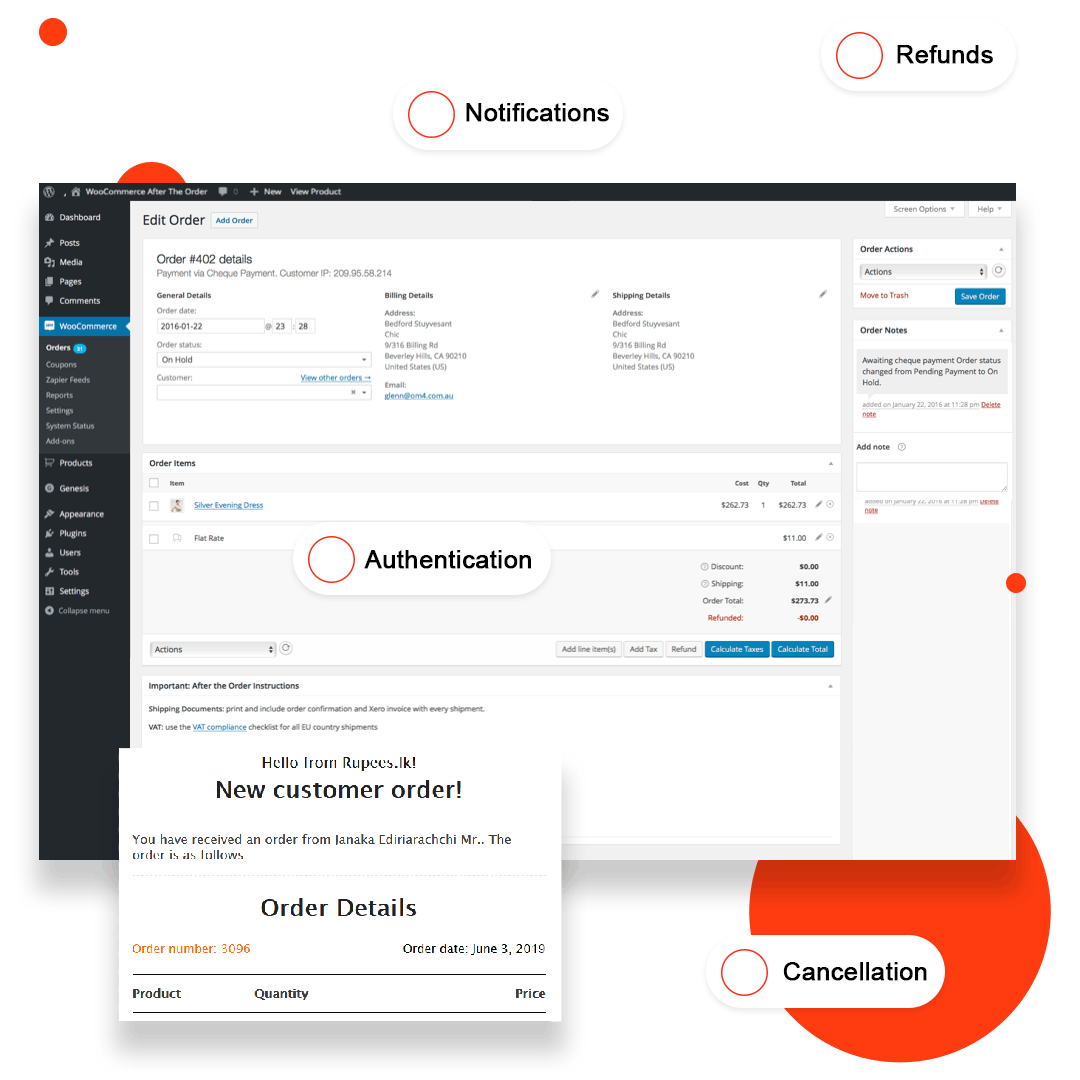 Refunds
Notifications
WooCommerce After The Order 0 + New View Product
Screen Options Help
Dashboard
Posts
Media
Pages
Comments
WooCommerce
Orders 31
Coupons
Zapier Feeds
Reports
Settings
System Status
Add-ons
Products
Genesis
Appearance
Plugins
Users
Tools
Settings
Collapse menu
Edit Order Add Order
Order #402 details
Payment via Cheque Payment. Customer IP: 209.95.58.214
General Details
Order date:
2016-01-22 @ 23 : 28
Order status:
On Hold
Customer: View other orders →
Billing Details
Address:
Bedford Stuyvesant
Chic
9/316 Billing Rd
Beverley Hills, CA 90210
United States (US)
Email:
glenn@om4.com.au
Shipping Details
Address:
Bedford Stuyvesant
Chic
9/316 Billing Rd
Beverley Hills, CA 90210
United States (US)
Order Actions
Actions
Move to Trash Save Order
Order Notes
Awaiting cheque payment Order status
changed from Pending Payment to On
Hold.
added on January 22, 2016 at 11:28 pm Delete
note
Add note
added on January 22, 2016 at 11:28 pm Delete
note
Order Items
Item Cost Qty Total
Silver Evening Dress $262.73 1 $262.73
Flat Rate $11.00
Authentication
Discount: $0.00
Shipping: $11.00
Order Total: $273.73
Refunded: -$0.00
Actions Add line item(s) Add Tax Refund Calculate Taxes Calculate Total
Important: After the Order Instructions
Shipping Documents: print and include order confirmation and Xero invoice with every shipment.
VAT: use the VAT compliance checklist for all EU country shipments
Hello from Rupees.lk!
New customer order!
You have received an order from Janaka Ediriarachchi Mr.. The
order is as follows
Order Details
Order number: 3096 Order date: June 3, 2019
Product Quantity Price
Cancellation